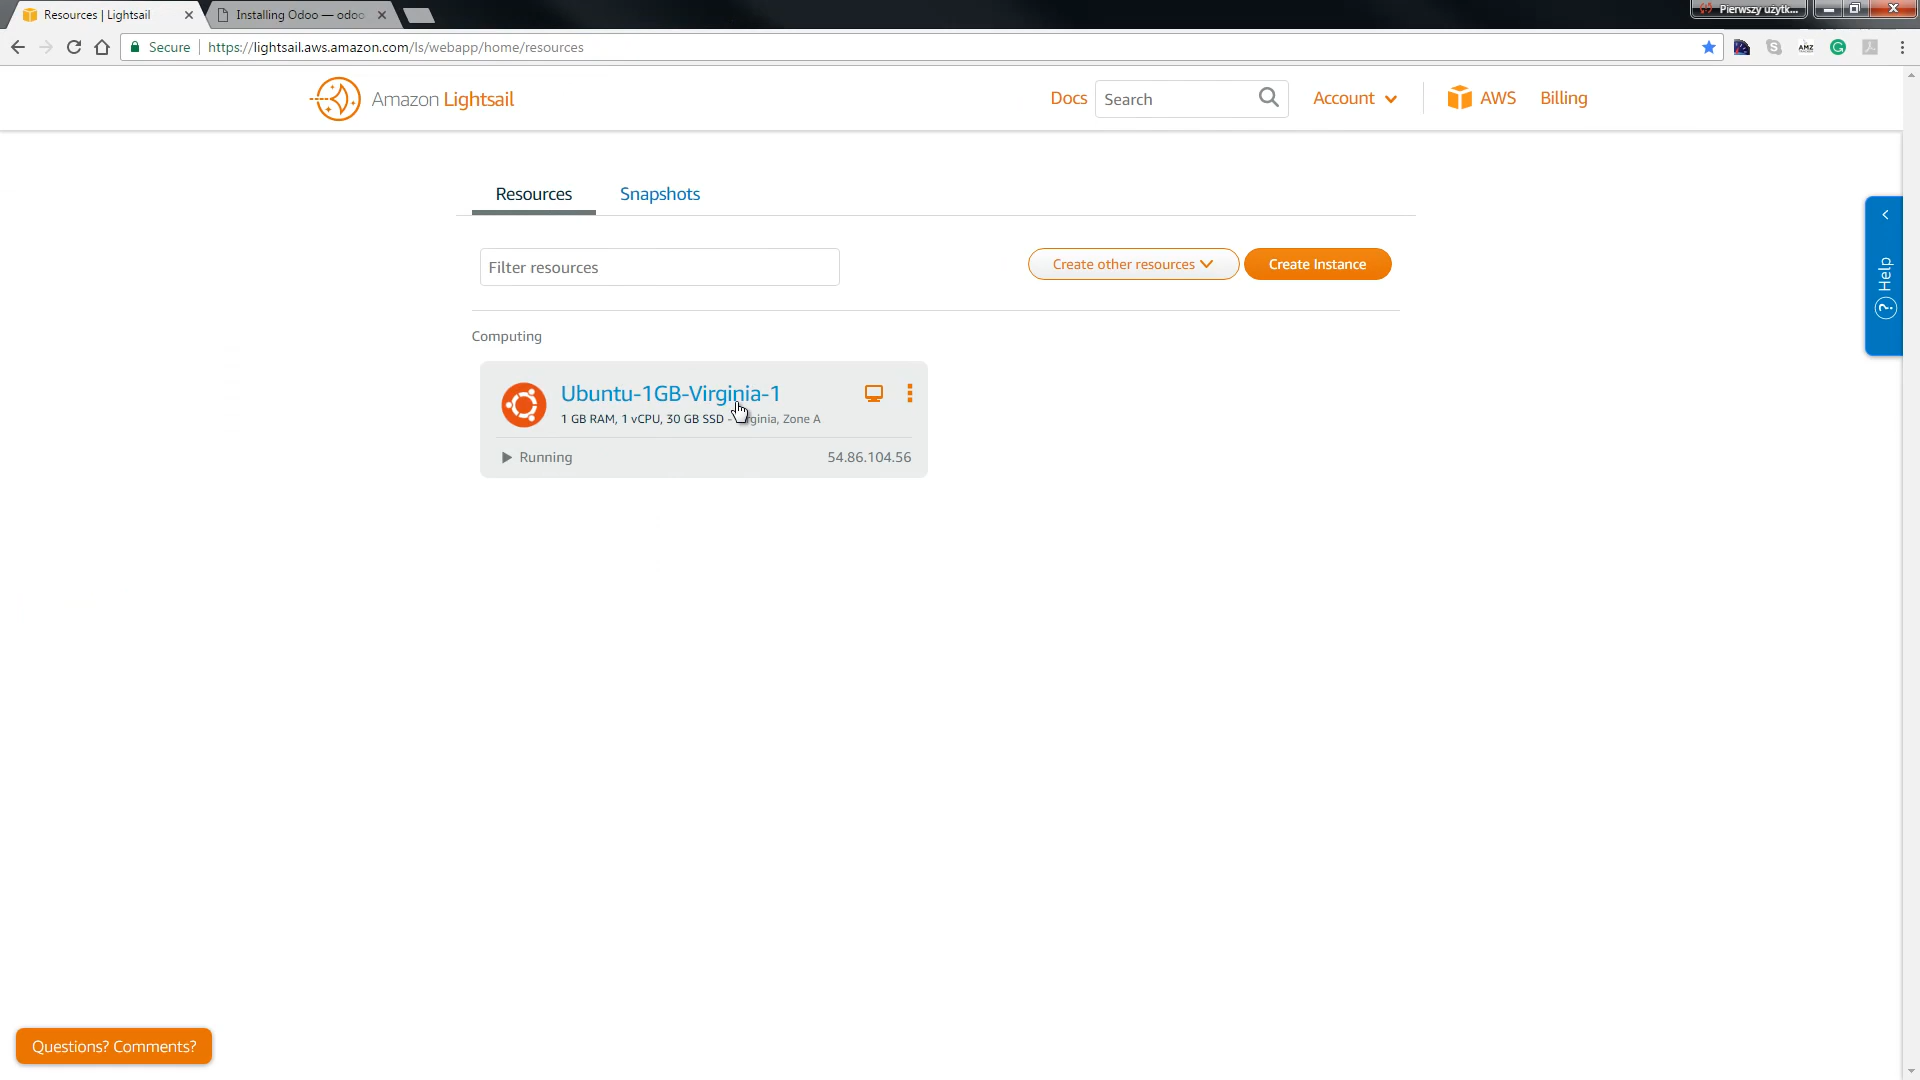 Resources | Lightsail
Installing Odoo — odoo
Pierwszy użytk...
Secure
https://lightsail.aws.amazon.com/ls/webapp/home/resources
AMZ
Amazon Lightsail
Docs
Search
Account
AWS
Billing
Resources
Snapshots
Filter resources
Create other resources
Create Instance
? Help
Computing
Ubuntu-1GB-Virginia-1
1 GB RAM, 1 vCPU, 30 GB SSD - Zone A
Running
54.86.104.56
Questions? Comments?